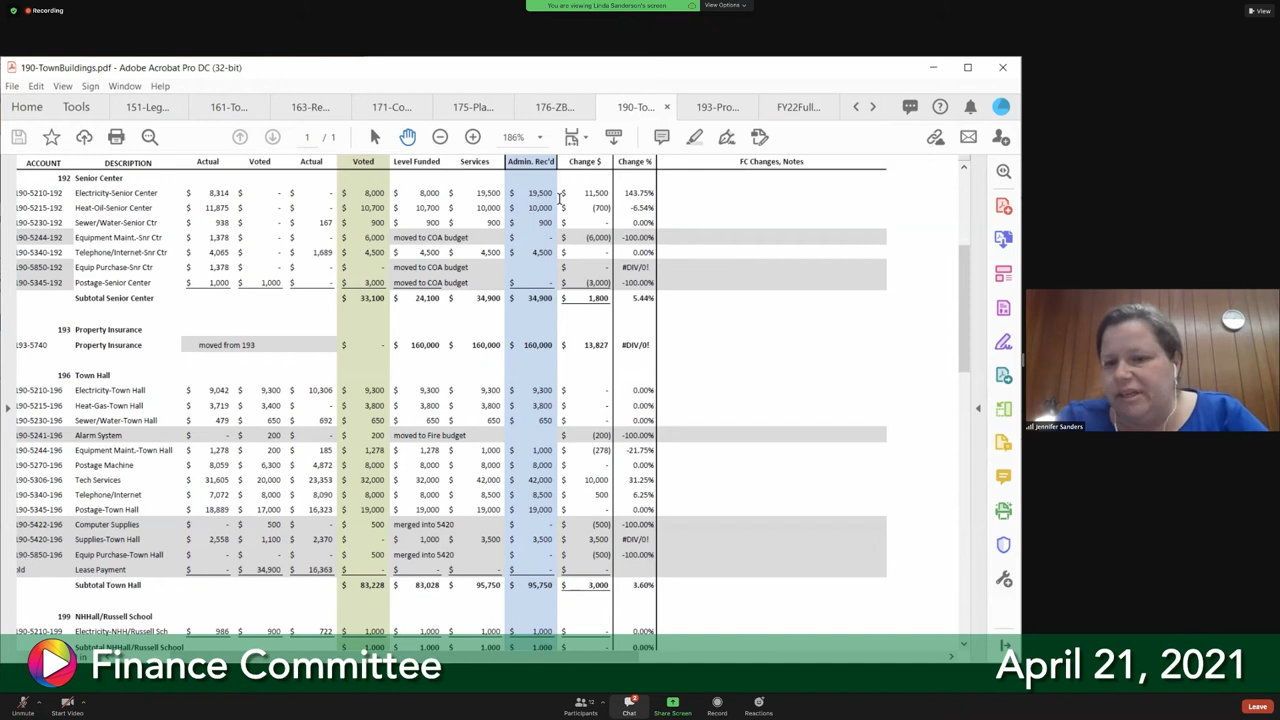 Recording
You are viewing Linda Sanderson's screen
View Options
View
190-TownBuildings.pdf - Adobe Acrobat Pro DC (32-bit)
File Edit View Sign Window Help
Home Tools 151-Leg... 161-To... 163-Re... 171-Co... 175-Pla... 176-ZB... 190-To... × 193-Pro... FY22Full...
1 / 1 186%
ACCOUNT DESCRIPTION Actual Voted Actual Voted Level Funded Services Admin. Rec'd Change $ Change % FC Changes, Notes
192 Senior Center
190-5210-192 Electricity-Senior Center $ 8,314 $ - $ - $ 8,000 $ 8,000 $ 19,500 $ 19,500 $ 11,500 143.75%
190-5215-192 Heat-Oil-Senior Center $ 11,875 $ - $ - $ 10,700 $ 10,700 $ 10,000 $ 10,000 $ (700) -6.54%
190-5230-192 Sewer/Water-Senior Ctr $ 938 $ - $ 167 $ 900 $ 900 $ 900 $ 900 $ - 0.00%
190-5244-192 Equipment Maint.-Snr Ctr $ 1,378 $ - $ - $ 6,000 moved to COA budget $ - $ (6,000) -100.00%
190-5340-192 Telephone/Internet-Snr Ctr $ 4,065 $ - $ 1,689 $ 4,500 $ 4,500 $ 4,500 $ 4,500 $ - 0.00%
190-5850-192 Equip Purchase-Snr Ctr $ 1,378 $ - $ - moved to COA budget $ - #DIV/0!
190-5345-192 Postage-Senior Center $ 1,000 $ 1,000 $ - $ 3,000 moved to COA budget $ - $ (3,000) -100.00%
Subtotal Senior Center $ 33,100 $ 24,100 $ 34,900 $ 34,900 $ 1,800 5.44%
193 Property Insurance
193-5740 Property Insurance moved from 193 $ - $ 160,000 $ 160,000 $ 160,000 $ 13,827 #DIV/0!
196 Town Hall
190-5210-196 Electricity-Town Hall $ 9,042 $ 9,300 $ 10,306 $ 9,300 $ 9,300 $ 9,300 $ 9,300 $ - 0.00%
190-5215-196 Heat-Gas-Town Hall $ 3,719 $ 3,400 $ - $ 3,800 $ 3,800 $ 3,800 $ 3,800 $ - 0.00%
190-5230-196 Sewer/Water-Town Hall $ 479 $ 650 $ 692 $ 650 $ 650 $ 650 $ 650 $ - 0.00%
190-5241-196 Alarm System $ - $ 200 $ - $ 200 moved to Fire budget $ (200) -100.00%
190-5244-196 Equipment Maint.-Town Hall $ 1,278 $ 200 $ 185 $ 1,278 $ 1,278 $ 1,000 $ 1,000 $ (278) -21.75%
190-5270-196 Postage Machine $ 8,059 $ 6,300 $ 4,872 $ 8,000 $ 8,000 $ 8,000 $ 8,000 $ - 0.00%
190-5306-196 Tech Services $ 31,605 $ 20,000 $ 23,353 $ 32,000 $ 32,000 $ 42,000 $ 42,000 $ 10,000 31.25%
190-5340-196 Telephone/Internet $ 7,072 $ 8,000 $ 8,090 $ 8,000 $ 8,000 $ 8,500 $ 8,500 $ 500 6.25%
190-5345-196 Postage-Town Hall $ 18,889 $ 17,000 $ 16,323 $ 19,000 $ 19,000 $ 19,000 $ 19,000 $ - 0.00%
190-5422-196 Computer Supplies $ - $ 500 $ - $ 500 merged into 5420 $ - $ (500) -100.00%
190-5420-196 Supplies-Town Hall $ 2,558 $ 1,100 $ 2,370 $ - $ 1,000 $ 3,500 $ 3,500 $ 3,500 #DIV/0!
190-5850-196 Equip Purchase-Town Hall $ - $ - $ - $ 500 merged into 5420 $ - $ (500) -100.00%
old Lease Payment $ - $ 34,900 $ 16,363 $ - $ - $ - $ - $ -
Subtotal Town Hall $ 83,228 $ 83,028 $ 95,750 $ 95,750 $ 3,000 3.60%
199 NHHall/Russell School
190-5210-199 Electricity-NHH/Russell Sch $ 986 $ 900 $ 722 $ 1,000 $ 1,000 $ 1,000 $ 1,000 $ - 0.00%
Subtotal NHHall/Russell School $ 1,000 $ 1,000 $ 1,000 $ 1,000 $ - 0.00%
Jennifer Sanders
Finance Committee
April 21, 2021
Unmute Start Video Participants 12 Chat 2 Share Screen Record Reactions Leave